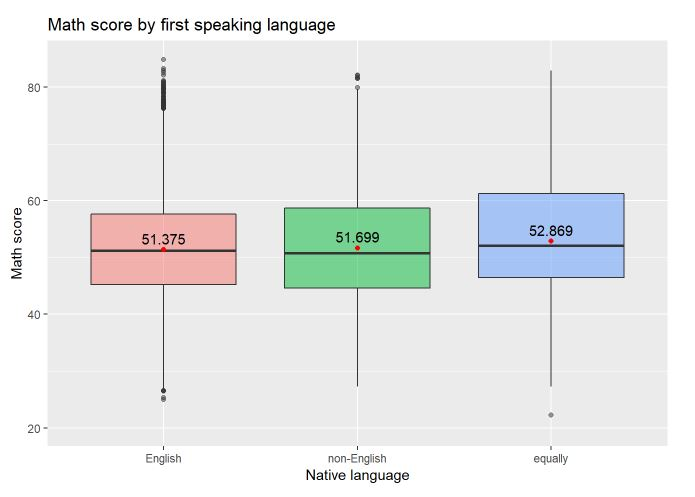 Math score by first speaking language
Math score
80
60
40
20
51.375
51.699
52.869
English
non-English
equally
Native language